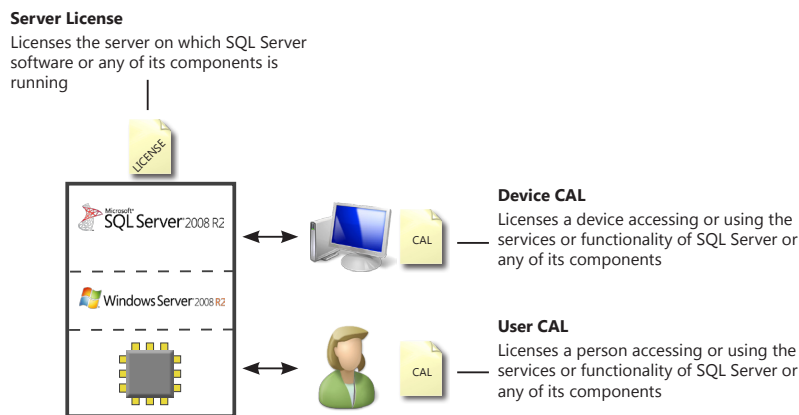 Server License
Licenses the server on which SQL Server
software or any of its components is
running
LICENSE
Microsoft®
SQL Server® 2008 R2
Windows Server® 2008 R2
CAL
Device CAL
Licenses a device accessing or using the
services or functionality of SQL Server or
any of its components
CAL
User CAL
Licenses a person accessing or using the
services or functionality of SQL Server or
any of its components